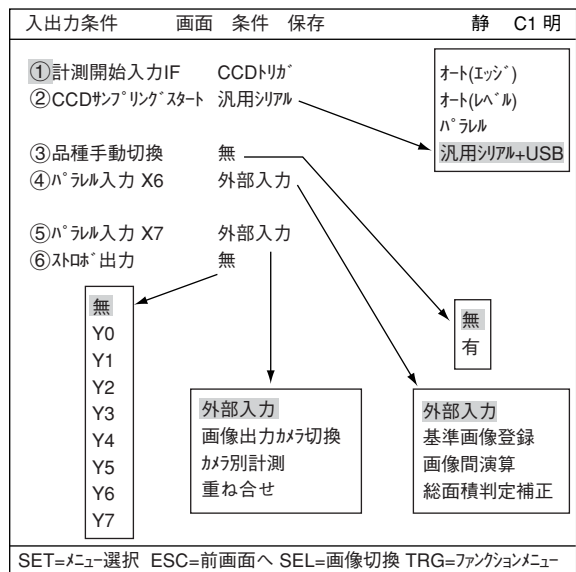 入出力条件 画面 条件 保存 静 C1 明
①計測開始入力IF CCDﾄﾘｶﾞ
②CCDｻﾝﾌﾟﾘﾝｸﾞｽﾀｰﾄ 汎用ｼﾘｱﾙ
③品種手動切換 無
④ﾊﾟﾗﾚﾙ入力 X6 外部入力
⑤ﾊﾟﾗﾚﾙ入力 X7 外部入力
⑥ｽﾄﾛﾎﾞ出力 無
ｵｰﾄ(ｴｯｼﾞ)
ｵｰﾄ(ﾚﾍﾞﾙ)
ﾊﾟﾗﾚﾙ
汎用ｼﾘｱﾙ+USB
無
有
無
Y0
Y1
Y2
Y3
Y4
Y5
Y6
Y7
外部入力
画像出力ｶﾒﾗ切換
ｶﾒﾗ別計測
重ね合せ
外部入力
基準画像登録
画像間演算
総面積判定補正
SET=ﾒﾆｭｰ選択 ESC=前画面へ SEL=画像切換 TRG=ﾌｧﾝｸｼｮﾝﾒﾆｭｰ